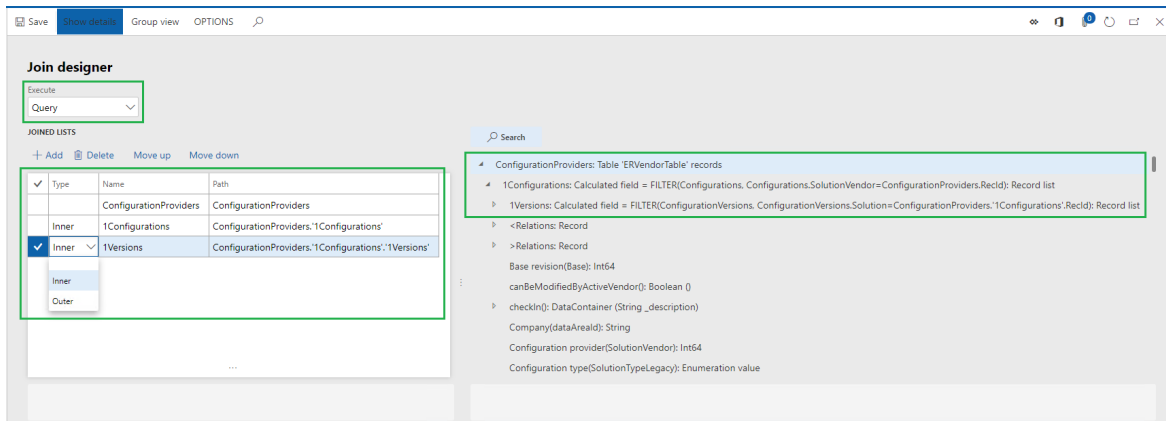 Save Show details Group view OPTIONS
0
Join designer
Execute
Query
JOINED LISTS
Search
Add Delete Move up Move down
ConfigurationProviders: Table 'ERVendorTable' records
Type Name Path
1Configurations: Calculated field = FILTER(Configurations, Configurations.SolutionVendor=ConfigurationProviders.RecId): Record list
ConfigurationProviders ConfigurationProviders
1Versions: Calculated field = FILTER(ConfigurationVersions, ConfigurationVersions.Solution=ConfigurationProviders.'1Configurations'.RecId): Record list
Inner 1Configurations ConfigurationProviders.'1Configurations'
<Relations: Record
Inner 1Versions ConfigurationProviders.'1Configurations'.'1Versions'
>Relations: Record
Base revision(Base): Int64
Inner
canBeModifiedByActiveVendor(): Boolean ()
Outer
checkIn(): DataContainer (String _description)
Company(dataAreaId): String
Configuration provider(SolutionVendor): Int64
Configuration type(SolutionTypeLegacy): Enumeration value